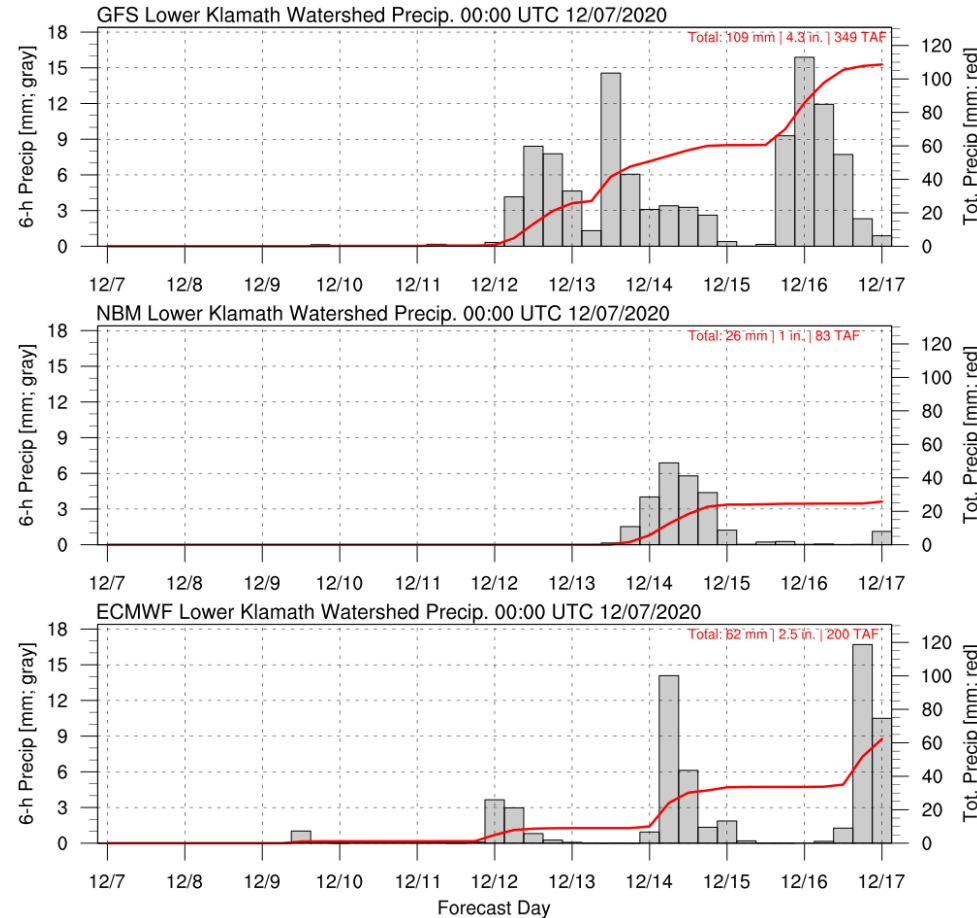 GFS Lower Klamath Watershed Precip. 00:00 UTC 12/07/2020
Total: 109 mm | 4.3 in. | 349 TAF
6-h Precip [mm; gray]
18
15
12
9
6
3
0
120
100
80
60
40
20
0
Tot. Precip [mm; red]
12/7 12/8 12/9 12/10 12/11 12/12 12/13 12/14 12/15 12/16 12/17
NBM Lower Klamath Watershed Precip. 00:00 UTC 12/07/2020
Total: 26 mm | 1 in. | 83 TAF
6-h Precip [mm; gray]
18
15
12
9
6
3
0
120
100
80
60
40
20
0
Tot. Precip [mm; red]
12/7 12/8 12/9 12/10 12/11 12/12 12/13 12/14 12/15 12/16 12/17
ECMWF Lower Klamath Watershed Precip. 00:00 UTC 12/07/2020
Total: 62 mm | 2.5 in. | 200 TAF
6-h Precip [mm; gray]
18
15
12
9
6
3
0
120
100
80
60
40
20
0
Tot. Precip [mm; red]
12/7 12/8 12/9 12/10 12/11 12/12 12/13 12/14 12/15 12/16 12/17
Forecast Day